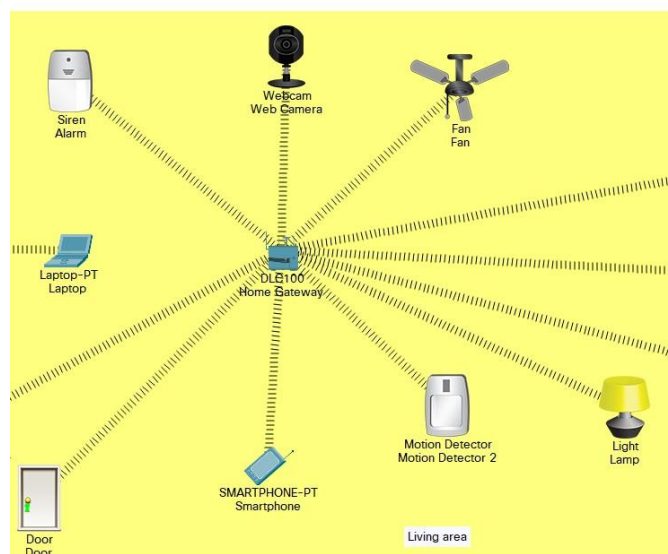 Webcam
Web Camera
Siren
Alarm
Fan
Fan
Laptop-PT
Laptop
DLC100
Home Gateway
Motion Detector
Motion Detector 2
Light
Lamp
SMARTPHONE-PT
Smartphone
Living area
Door
Door